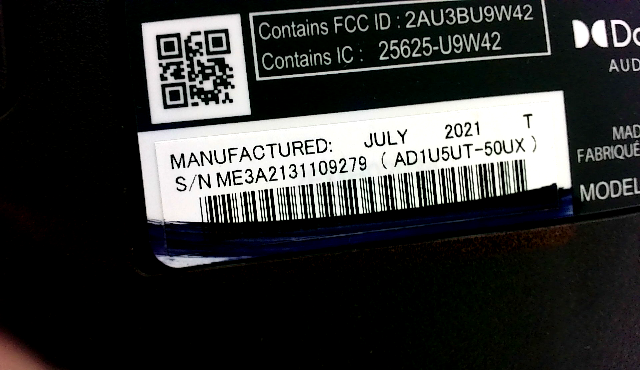 Contains FCC ID : 2AU3BU9W42
Contains IC : 25625-U9W42
AUD
MANUFACTURED: JULY 2021 T
S/N ME3A2131109279 ( AD1U5UT-50UX )
MAD
FABRIQUÉ
MODEL